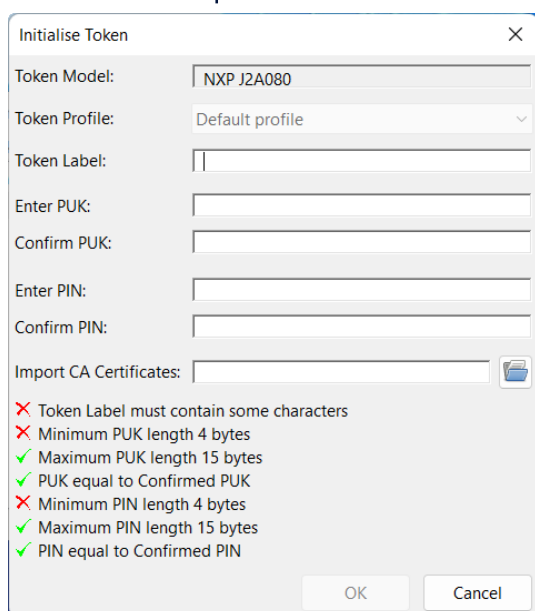 Initialise Token
Token Model: NXP J2A080
Token Profile: Default profile
Token Label:
Enter PUK:
Confirm PUK:
Enter PIN:
Confirm PIN:
Import CA Certificates:
Token Label must contain some characters
Minimum PUK length 4 bytes
Maximum PUK length 15 bytes
PUK equal to Confirmed PUK
Minimum PIN length 4 bytes
Maximum PIN length 15 bytes
PIN equal to Confirmed PIN
OK Cancel